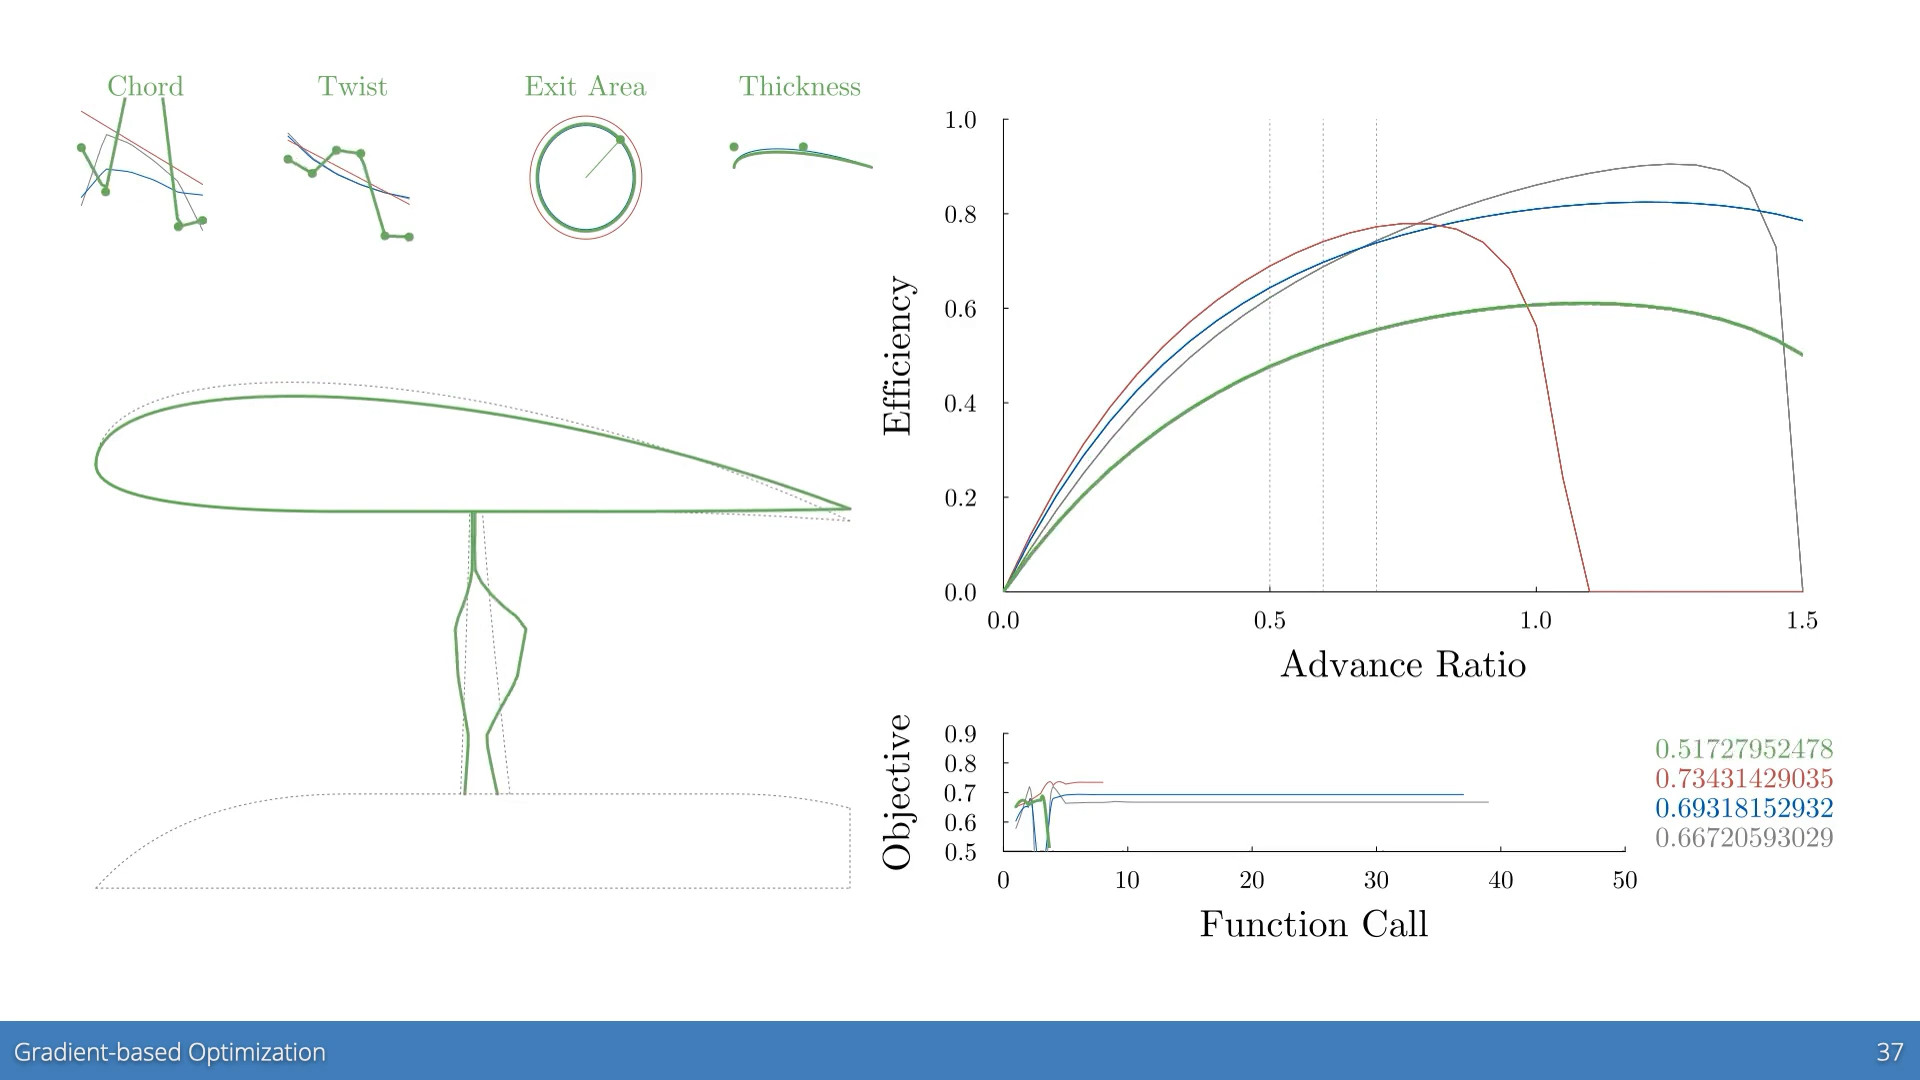 Chord
Twist
Exit Area
Thickness
1.0
0.8
0.6
0.4
0.2
0.0
Efficiency
0.0
0.5
1.0
1.5
Advance Ratio
0.9
0.8
0.7
0.6
0.5
Objective
0
10
20
30
40
50
Function Call
0.51727952478
0.73431429035
0.69318152932
0.66720593029
Gradient-based Optimization
37